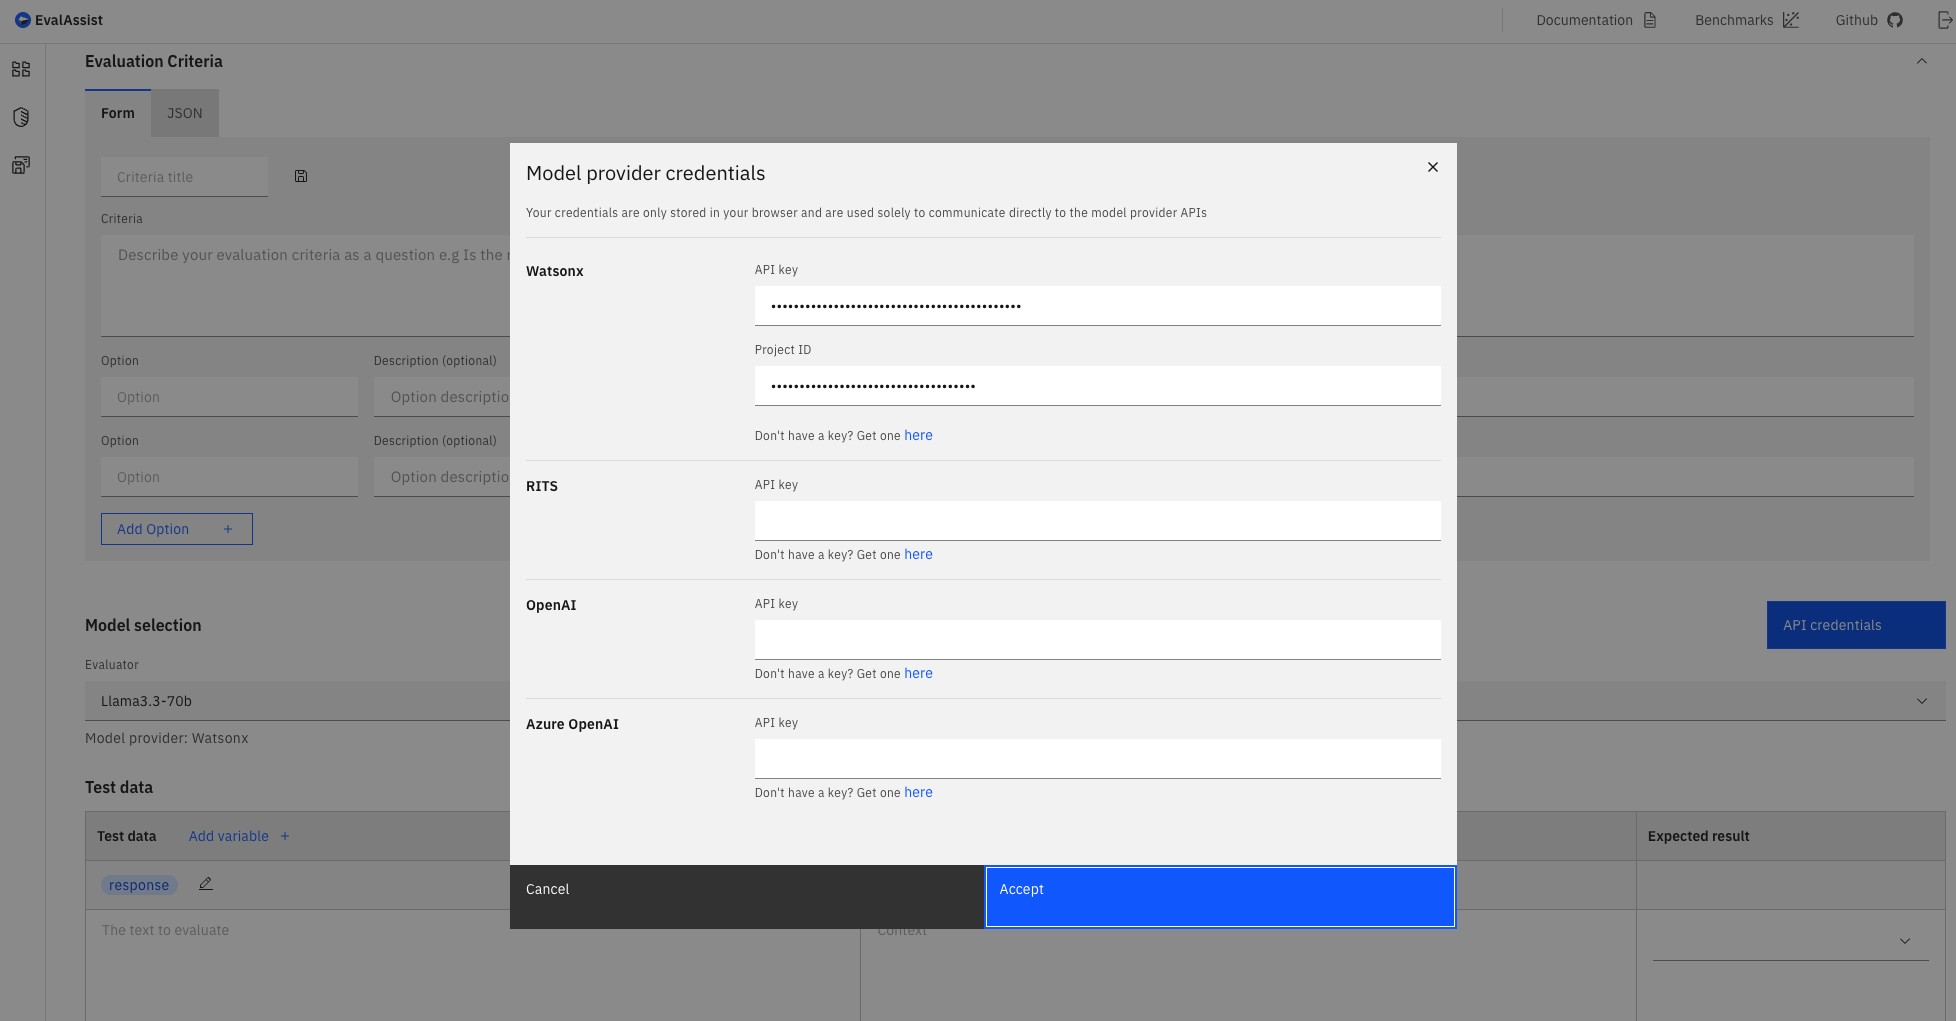 EvalAssist
Documentation
Benchmarks
Github
Evaluation Criteria
Form
JSON
Criteria title
Criteria
Describe your evaluation criteria as a question e.g Is the
Option
Description (optional)
Option
Option descriptio
Option
Description (optional)
Option
Option descriptio
Add Option +
Model selection
API credentials
Evaluator
Llama3.3-70b
Model provider: Watsonx
Test data
Test data
Add variable +
Expected result
response
The text to evaluate
Context
Model provider credentials
Your credentials are only stored in your browser and are used solely to communicate directly to the model provider APIs
Watsonx
API key
••••••••••••••••••••••••••••••••••••••••••••
Project ID
••••••••••••••••••••••••••••••••••••
Don't have a key? Get one here
RITS
API key
Don't have a key? Get one here
OpenAI
API key
Don't have a key? Get one here
Azure OpenAI
API key
Don't have a key? Get one here
Cancel
Accept